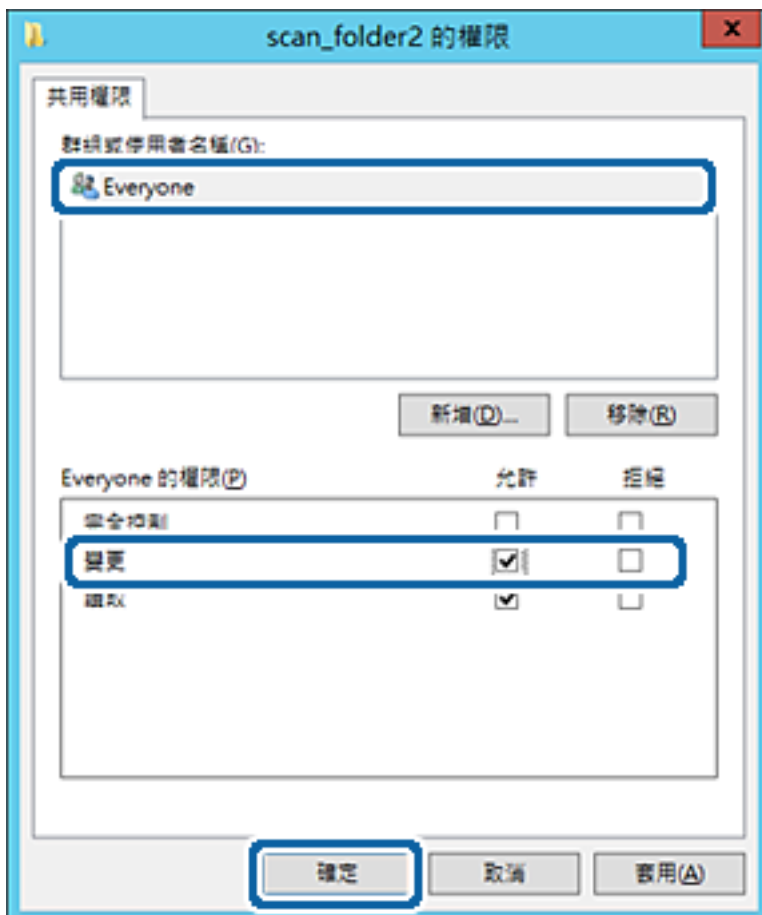 scan_folder2 的權限
x
共用權限
群組或使用者名稱(G):
Everyone
新增(D)... 移除(R)
Everyone 的權限(P) 允許 拒絕
完全控制
變更
讀取
確定 取消 套用(A)